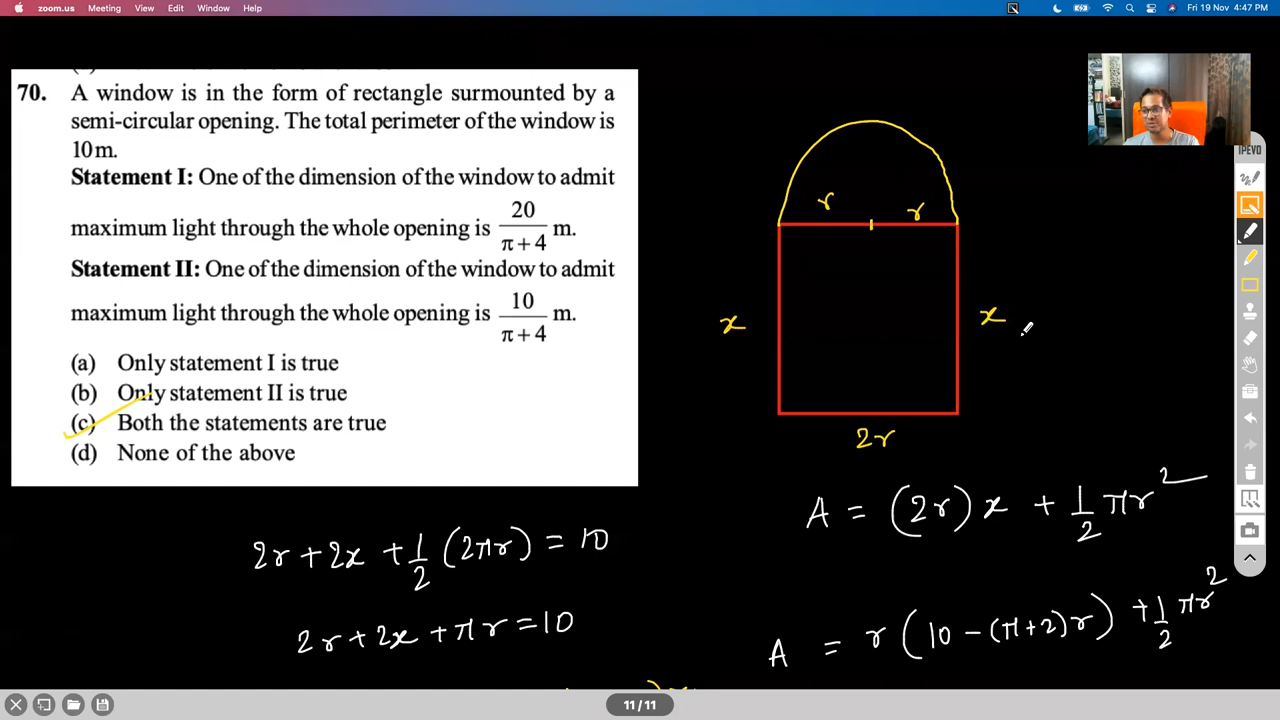 zoom.us Meeting View Edit Window Help Fri 19 Nov 4:47 PM
70. A window is in the form of rectangle surmounted by a
semi-circular opening. The total perimeter of the window is
10m.
Statement I: One of the dimension of the window to admit
maximum light through the whole opening is 20/(π+4) m.
Statement II: One of the dimension of the window to admit
maximum light through the whole opening is 10/(π+4) m.
(a) Only statement I is true
(b) Only statement II is true
(c) Both the statements are true
(d) None of the above
IPEVO
r r
x x
2r
A = (2r)x + 1/2 πr²
2r + 2x + 1/2 (2πr) = 10
2r + 2x + πr = 10
A = r(10 - (π+2)r) + 1/2 πr²
11/11